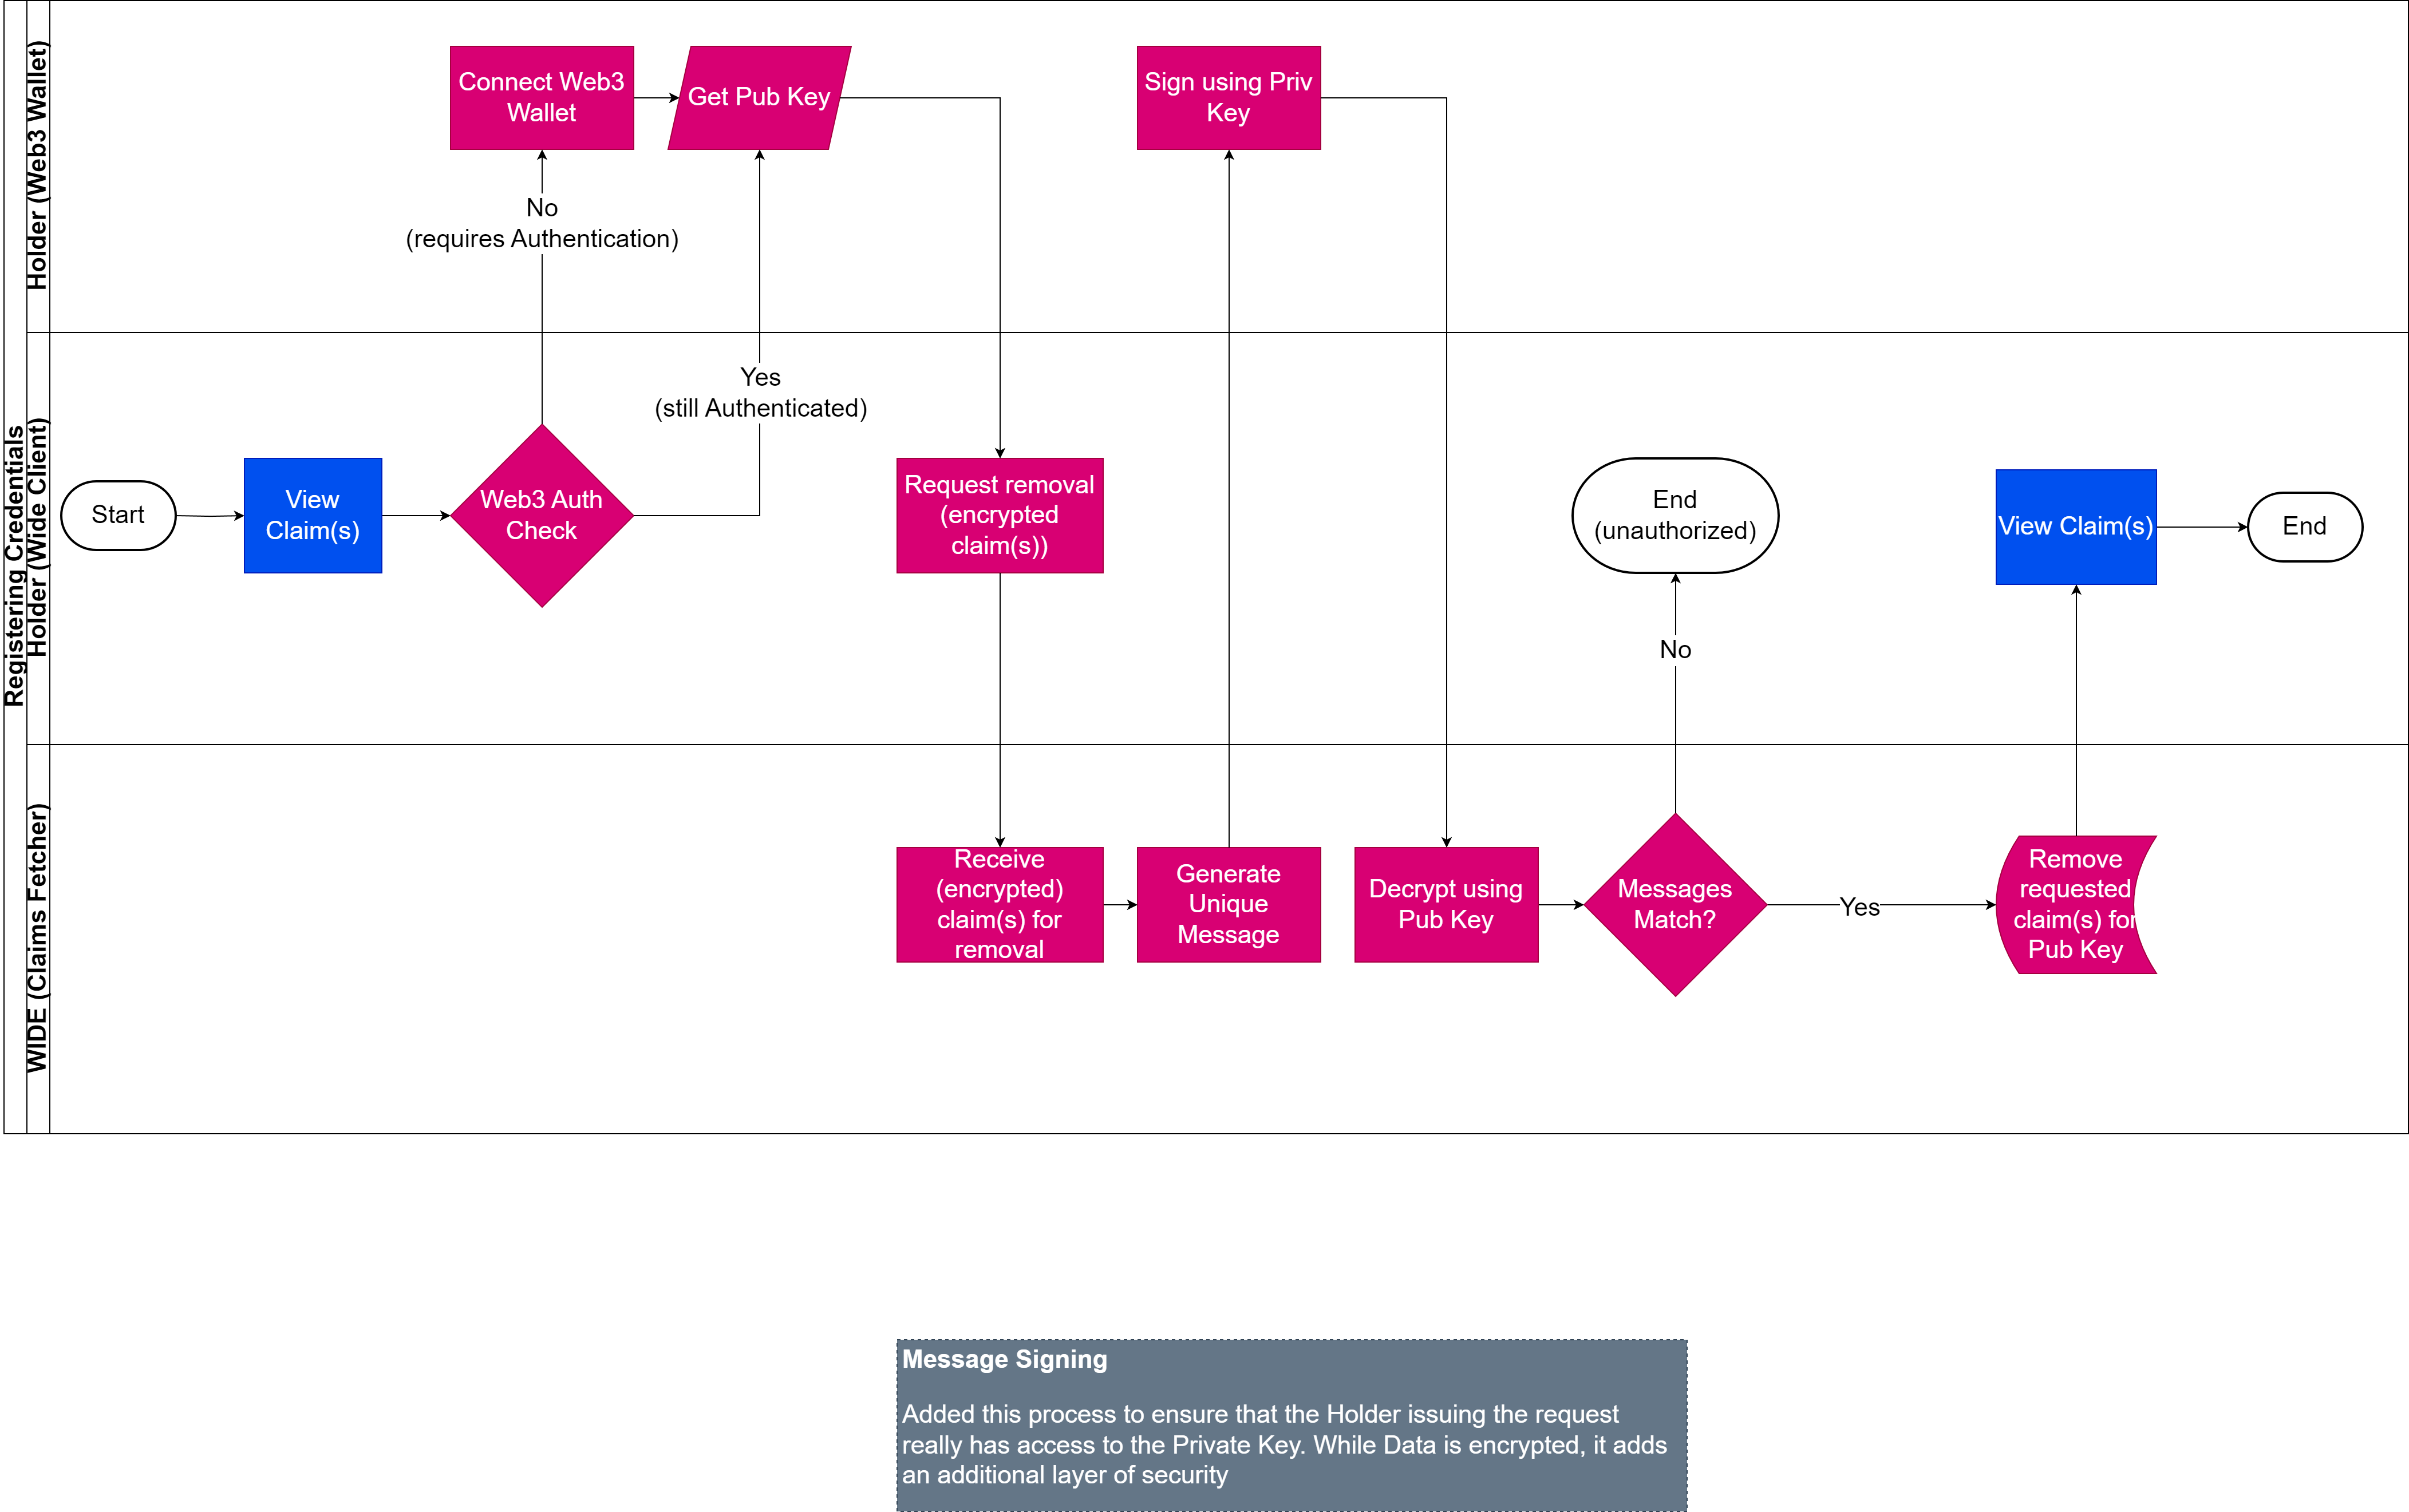 Registering Credentials
Holder (Web3 Wallet)
Connect Web3
Wallet
Get Pub Key
Sign using Priv
Key
No
(requires Authentication)
Holder (Wide Client)
Yes
(still Authenticated)
Start
View
Claim(s)
Web3 Auth
Check
Request removal
(encrypted
claim(s))
End
(unauthorized)
View Claim(s)
End
No
WIDE (Claims Fetcher)
Receive
(encrypted)
claim(s) for
removal
Generate
Unique
Message
Decrypt using
Pub Key
Messages
Match?
Yes
Remove
requested
claim(s) for
Pub Key
Message Signing
Added this process to ensure that the Holder issuing the request
really has access to the Private Key. While Data is encrypted, it adds
an additional layer of security